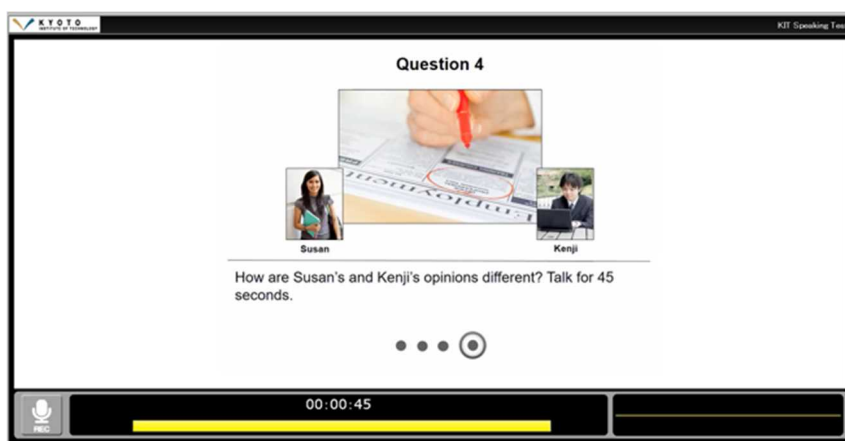 KYOTO
INSTITUTE OF TECHNOLOGY
KIT Speaking Tes
Question 4
Employment
Susan
Kenji
How are Susan's and Kenji's opinions different? Talk for 45
seconds.
00:00:45
REC